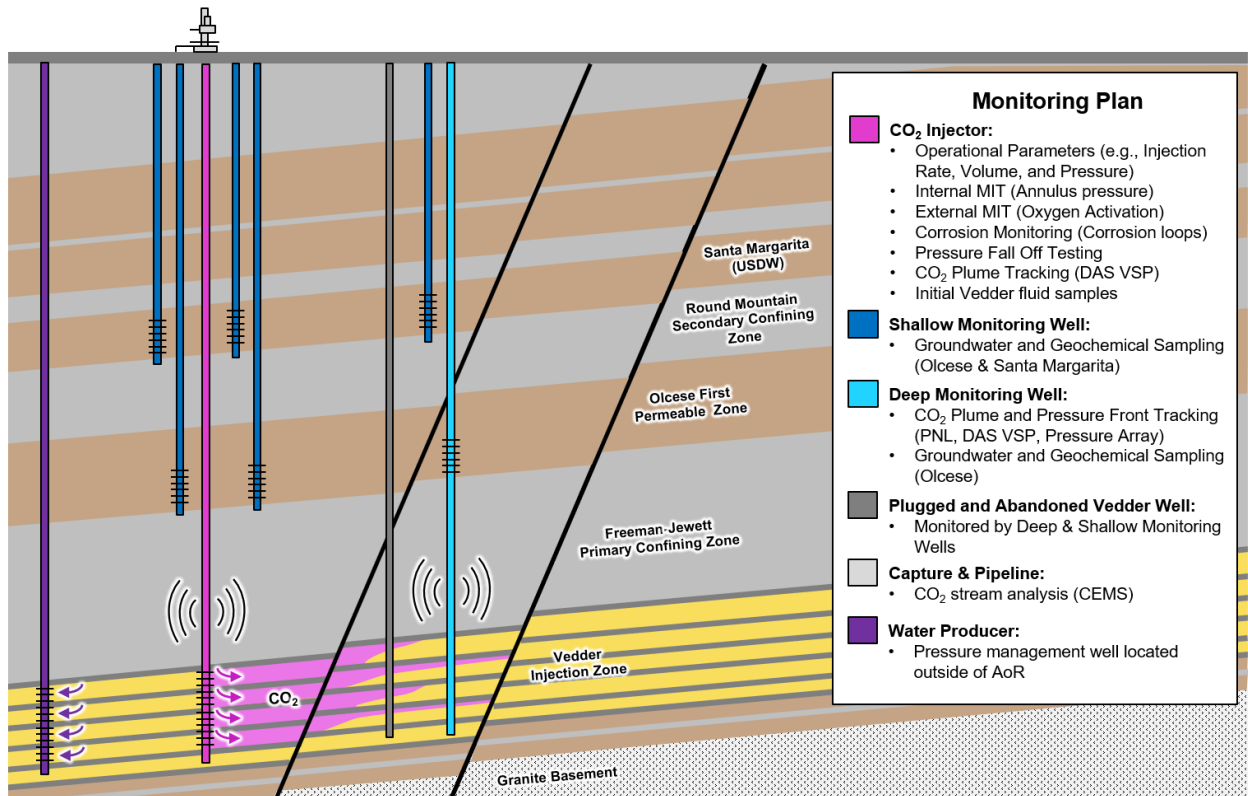 Monitoring Plan
CO₂ Injector:
• Operational Parameters (e.g., Injection
Rate, Volume, and Pressure)
• Internal MIT (Annulus pressure)
• External MIT (Oxygen Activation)
• Corrosion Monitoring (Corrosion loops)
• Pressure Fall Off Testing
• CO₂ Plume Tracking (DAS VSP)
• Initial Vedder fluid samples
Shallow Monitoring Well:
• Groundwater and Geochemical Sampling
(Olcese & Santa Margarita)
Deep Monitoring Well:
• CO₂ Plume and Pressure Front Tracking
(PNL, DAS VSP, Pressure Array)
• Groundwater and Geochemical Sampling
(Olcese)
Plugged and Abandoned Vedder Well:
• Monitored by Deep & Shallow Monitoring
Wells
Capture & Pipeline:
• CO₂ stream analysis (CEMS)
Water Producer:
• Pressure management well located
outside of AoR
Santa Margarita
(USDW)
Round Mountain
Secondary Confining
Zone
Olcese First
Permeable Zone
Freeman-Jewett
Primary Confining Zone
Vedder
Injection Zone
CO₂
Granite Basement